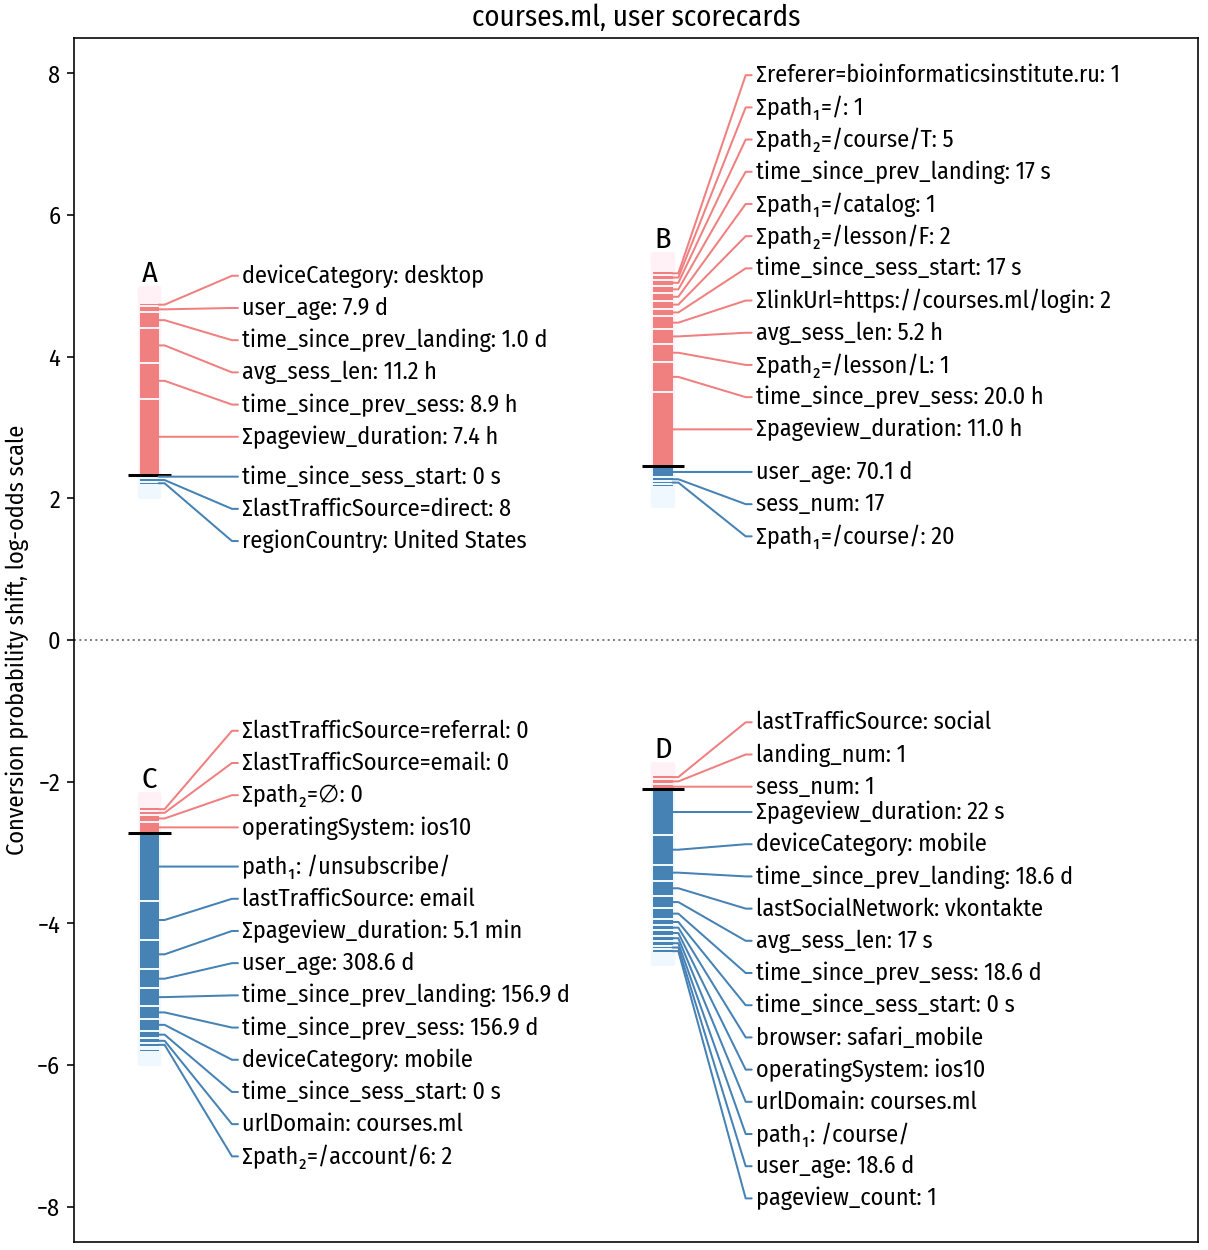 courses.ml, user scorecards
Conversion probability shift, log-odds scale
8
6
4
2
0
−2
−4
−6
−8
A
deviceCategory: desktop
user_age: 7.9 d
time_since_prev_landing: 1.0 d
avg_sess_len: 11.2 h
time_since_prev_sess: 8.9 h
Σpageview_duration: 7.4 h
time_since_sess_start: 0 s
ΣlastTrafficSource=direct: 8
regionCountry: United States
B
Σreferer=bioinformaticsinstitute.ru: 1
Σpath₁=/: 1
Σpath₂=/course/T: 5
time_since_prev_landing: 17 s
Σpath₁=/catalog: 1
Σpath₂=/lesson/F: 2
time_since_sess_start: 17 s
ΣlinkUrl=https://courses.ml/login: 2
avg_sess_len: 5.2 h
Σpath₂=/lesson/L: 1
time_since_prev_sess: 20.0 h
Σpageview_duration: 11.0 h
user_age: 70.1 d
sess_num: 17
Σpath₁=/course/: 20
C
ΣlastTrafficSource=referral: 0
ΣlastTrafficSource=email: 0
Σpath₂=∅: 0
operatingSystem: ios10
path₁: /unsubscribe/
lastTrafficSource: email
Σpageview_duration: 5.1 min
user_age: 308.6 d
time_since_prev_landing: 156.9 d
time_since_prev_sess: 156.9 d
deviceCategory: mobile
time_since_sess_start: 0 s
urlDomain: courses.ml
Σpath₂=/account/6: 2
D
lastTrafficSource: social
landing_num: 1
sess_num: 1
Σpageview_duration: 22 s
deviceCategory: mobile
time_since_prev_landing: 18.6 d
lastSocialNetwork: vkontakte
avg_sess_len: 17 s
time_since_prev_sess: 18.6 d
time_since_sess_start: 0 s
browser: safari_mobile
operatingSystem: ios10
urlDomain: courses.ml
path₁: /course/
user_age: 18.6 d
pageview_count: 1